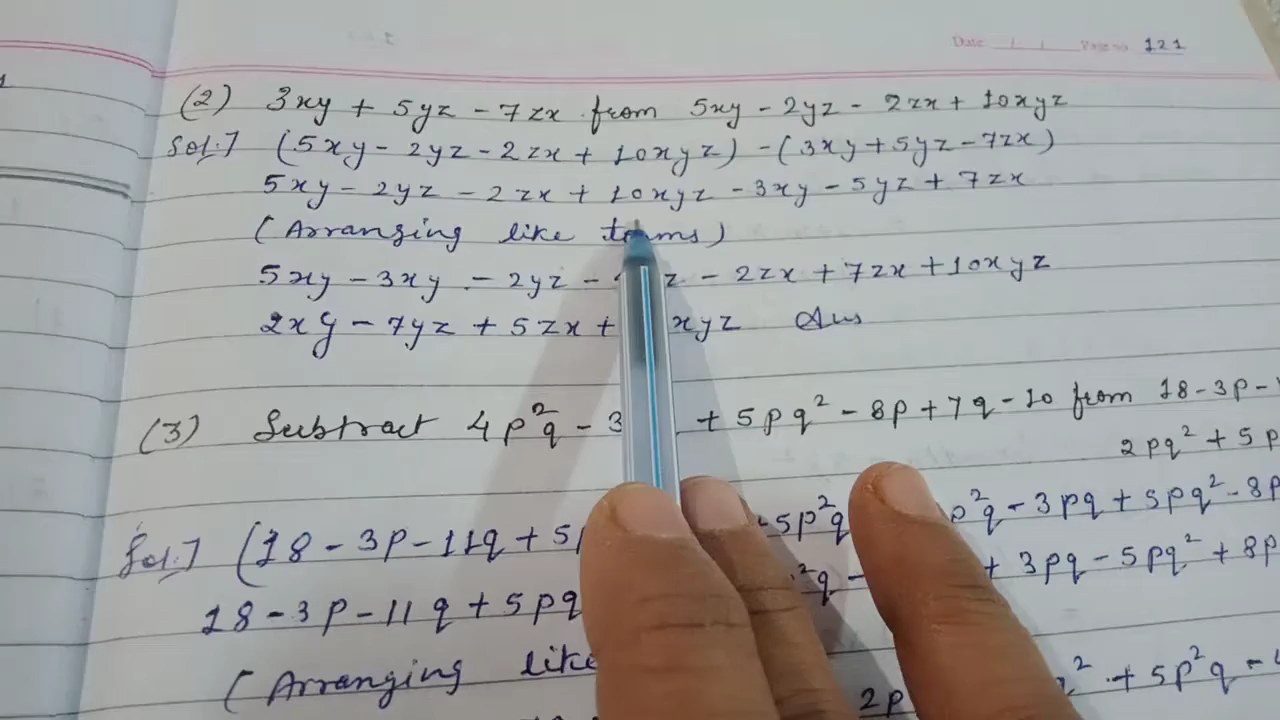 Date / / Page no. 121
(2) 3xy + 5yz - 7zx from 5xy - 2yz - 2zx + 10xyz
Sol.] (5xy - 2yz - 2zx + 10xyz) - (3xy + 5yz - 7zx)
5xy - 2yz - 2zx + 10xyz - 3xy - 5yz + 7zx
(Arranging like terms)
5xy - 3xy - 2yz - z - 2zx + 7zx + 10xyz
2xy - 7yz + 5zx + xyz Ans
(3) Subtract 4p²q - 3 + 5pq² - 8p + 7q - 10 from 18 - 3p -
2pq² + 5p
Sol.] (18 - 3p - 11q + 5p 5p²q p²q - 3pq + 5pq² - 8p
18 - 3p - 11q + 5pq ²q - + 3pq - 5pq² + 8p
(Arranging like 2p q² + 5p²q -